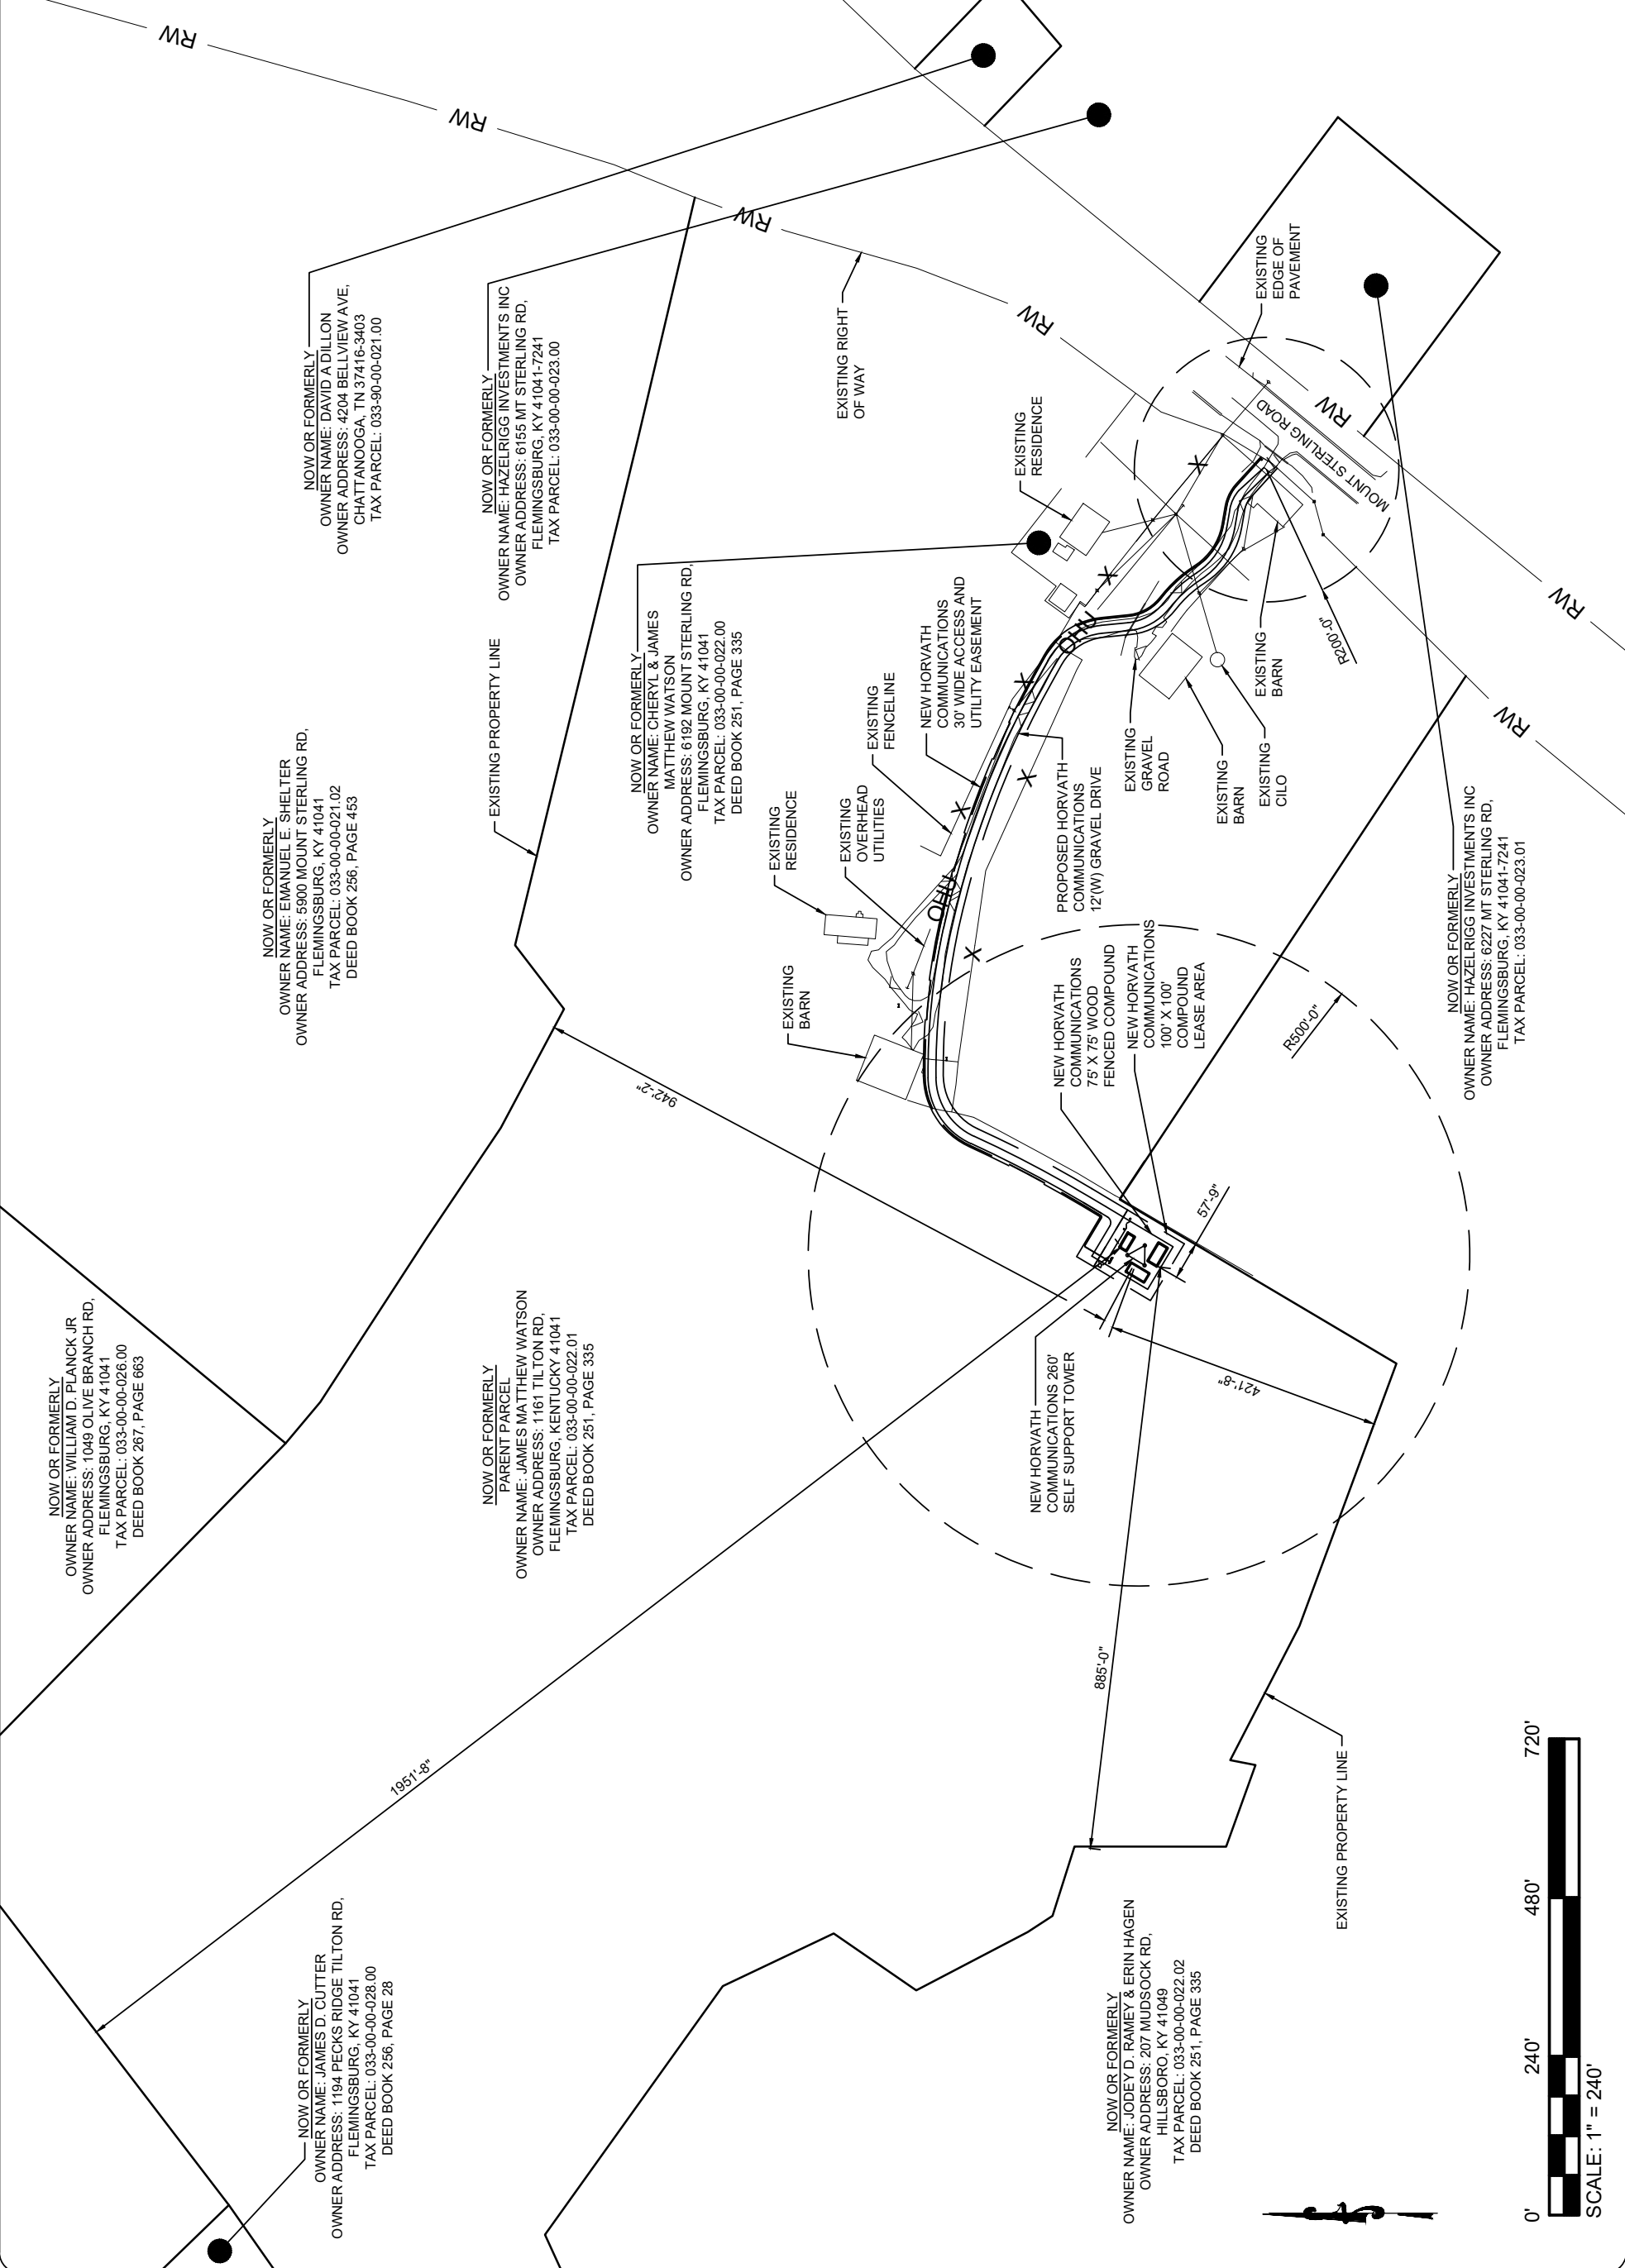 NOW OR FORMERLY
OWNER NAME: JAMES D. CUTTER
OWNER ADDRESS: 1194 PECKS RIDGE TILTON RD,
FLEMINGSBURG, KY 41041
TAX PARCEL: 033-00-00-028.00
DEED BOOK 256, PAGE 28
NOW OR FORMERLY
OWNER NAME: WILLIAM D. PLANCK JR
OWNER ADDRESS: 1049 OLIVE BRANCH RD,
FLEMINGSBURG, KY 41041
TAX PARCEL: 033-00-00-026.00
DEED BOOK 267, PAGE 663
NOW OR FORMERLY
OWNER NAME: EMANUEL E. SHELTER
OWNER ADDRESS: 5900 MOUNT STERLING RD,
FLEMINGSBURG, KY 41041
TAX PARCEL: 033-00-00-021.02
DEED BOOK 256, PAGE 453
NOW OR FORMERLY
OWNER NAME: DAVID A DILLON
OWNER ADDRESS: 4204 BELLVIEW AVE,
CHATTANOOGA, TN 37416-3403
TAX PARCEL: 033-90-00-021.00
RW
RW
RW
RW
RW
RW
RW
NOW OR FORMERLY
OWNER NAME: HAZELRIGG INVESTMENTS INC
OWNER ADDRESS: 6155 MT STERLING RD,
FLEMINGSBURG, KY 41041-7241
TAX PARCEL: 033-00-00-023.00
NOW OR FORMERLY
PARENT PARCEL
OWNER NAME: JAMES MATTHEW WATSON
OWNER ADDRESS: 1161 TILTON RD,
FLEMINGSBURG, KENTUCKY 41041
TAX PARCEL: 033-00-00-022.01
DEED BOOK 251, PAGE 335
EXISTING PROPERTY LINE
NOW OR FORMERLY
OWNER NAME: CHERYL & JAMES
MATTHEW WATSON
OWNER ADDRESS: 6192 MOUNT STERLING RD,
FLEMINGSBURG, KY 41041
TAX PARCEL: 033-00-00-022.00
DEED BOOK 251, PAGE 335
1951'-8"
942'-2"
EXISTING
BARN
EXISTING
RESIDENCE
EXISTING
OVERHEAD
UTILITIES
EXISTING
FENCELINE
NEW HORVATH
COMMUNICATIONS
30' WIDE ACCESS AND
UTILITY EASEMENT
EXISTING RIGHT
OF WAY
EXISTING
RESIDENCE
OHU
OHU
X
X
X
X
X
X
EXISTING
EDGE OF
PAVEMENT
MOUNT STERLING ROAD
NEW HORVATH
COMMUNICATIONS 260'
SELF SUPPORT TOWER
NEW HORVATH
COMMUNICATIONS
75' X 75' WOOD
FENCED COMPOUND
NEW HORVATH
COMMUNICATIONS
100' X 100'
COMPOUND
LEASE AREA
PROPOSED HORVATH
COMMUNICATIONS
12'(W) GRAVEL DRIVE
EXISTING
GRAVEL
ROAD
EXISTING
BARN
EXISTING
CILO
EXISTING
BARN
R200'-0"
57'-9"
421'-8"
885'-0"
R500'-0"
NOW OR FORMERLY
OWNER NAME: JODEY D. RAMEY & ERIN HAGEN
OWNER ADDRESS: 207 MUDSOCK RD,
HILLSBORO, KY 41049
TAX PARCEL: 033-00-00-022.02
DEED BOOK 251, PAGE 335
EXISTING PROPERTY LINE
NOW OR FORMERLY
OWNER NAME: HAZELRIGG INVESTMENTS INC
OWNER ADDRESS: 6227 MT STERLING RD,
FLEMINGSBURG, KY 41041-7241
TAX PARCEL: 033-00-00-0233.01
0' 240' 480' 720'
SCALE: 1" = 240'